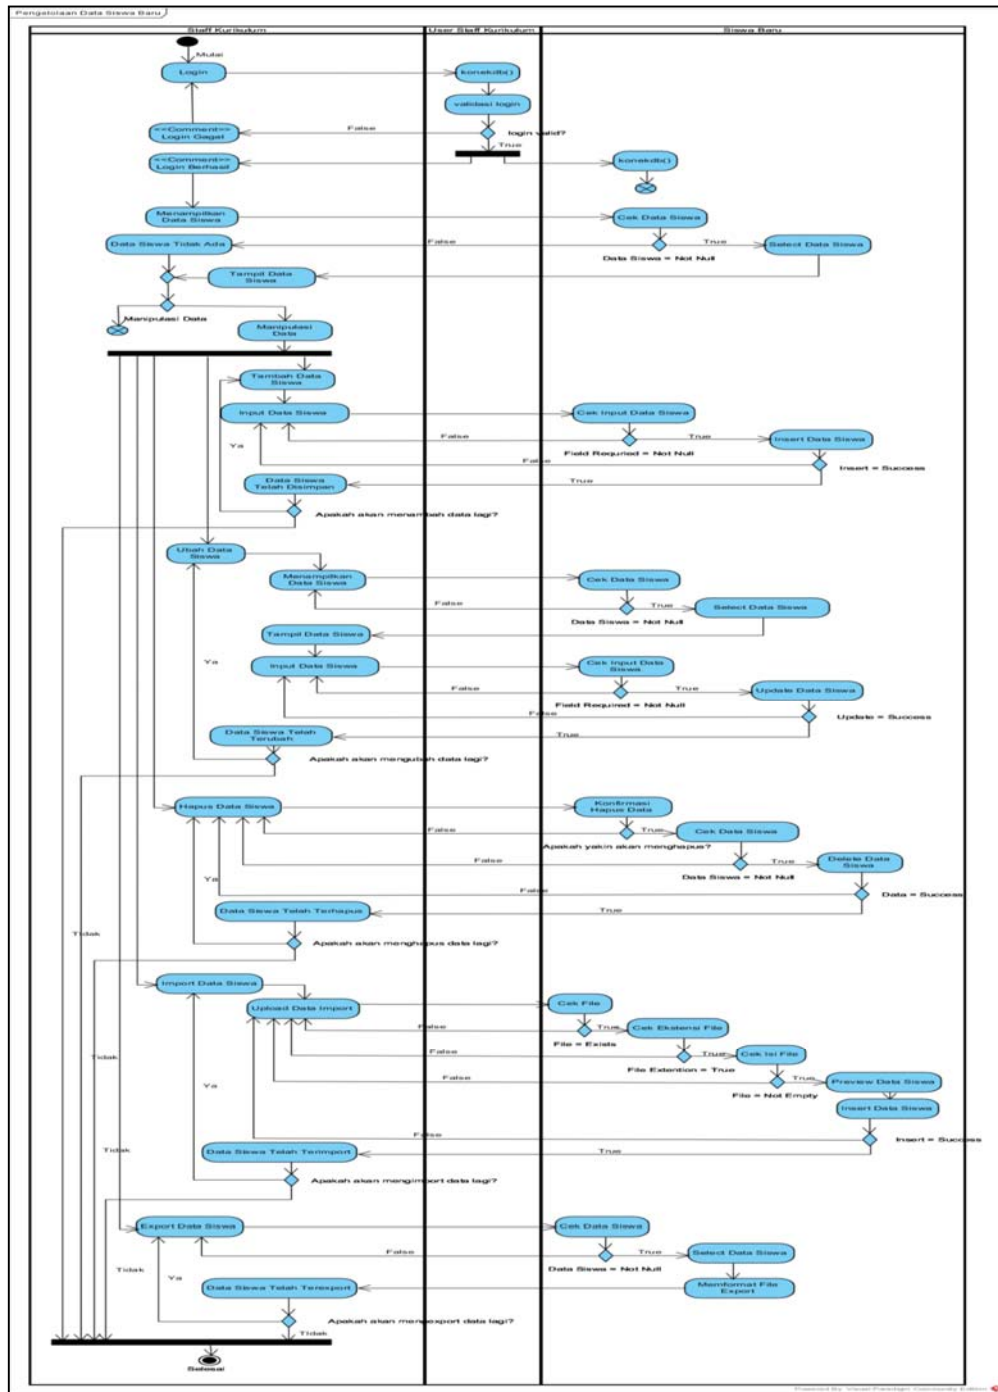 Pengelolaan Data Siswa Baru
Staff Kurikulum
User Staff Kurikulum
Siswa Baru
Mulai
Login
konekdb()
validasi login
<<Comment>>
Login Gagal
False
login valid?
True
<<Comment>>
Login Berhasil
konekdb()
Menampilkan
Data Siswa
Cek Data Siswa
Data Siswa Tidak Ada
False
True
Select Data Siswa
Data Siswa = Not Null
Tampil Data
Siswa
Manipulasi Data
Manipulasi
Data
Tambah Data
Siswa
Input Data Siswa
Cek Input Data Siswa
False
True
Insert Data Siswa
Ya
Field Requried = Not Null
False
Insert = Success
Data Siswa
Telah Disimpan
True
Apakah akan menambah data lagi?
Ubah Data
Siswa
Menampilkan
Data Siswa
Cek Data Siswa
False
True
Select Data Siswa
Data Siswa = Not Null
Tampil Data Siswa
Ya
Input Data Siswa
Cek Input Data
Siswa
False
True
Update Data Siswa
Field Required = Not Null
False
Update = Success
Data Siswa Telah
Terubah
True
Apakah akan mengubah data lagi?
Hapus Data Siswa
Konfirmasi
Hapus Data
False
True
Cek Data Siswa
Apakah yakin akan menghapus?
False
True
Delete Data
Siswa
Ya
Data Siswa = Not Null
False
Data = Success
Data Siswa Telah Terhapus
True
Tidak
Apakah akan menghapus data lagi?
Import Data Siswa
Upload Data Import
Cek File
False
True
Cek Ekstensi File
File = Exists
Tidak
False
True
Cek Isi File
File Extention = True
False
True
Preview Data Siswa
Ya
File = Not Empty
Insert Data Siswa
False
Insert = Success
Tidak
Data Siswa Telah Terimport
True
Apakah akan mengimport data lagi?
Export Data Siswa
Cek Data Siswa
False
True
Select Data Siswa
Data Siswa = Not Null
Tidak
Ya
Data Siswa Telah Terexport
Memformat File
Export
Apakah akan mengexport data lagi?
Tidak
Selesai
Powered By Visual Paradigm Community Edition